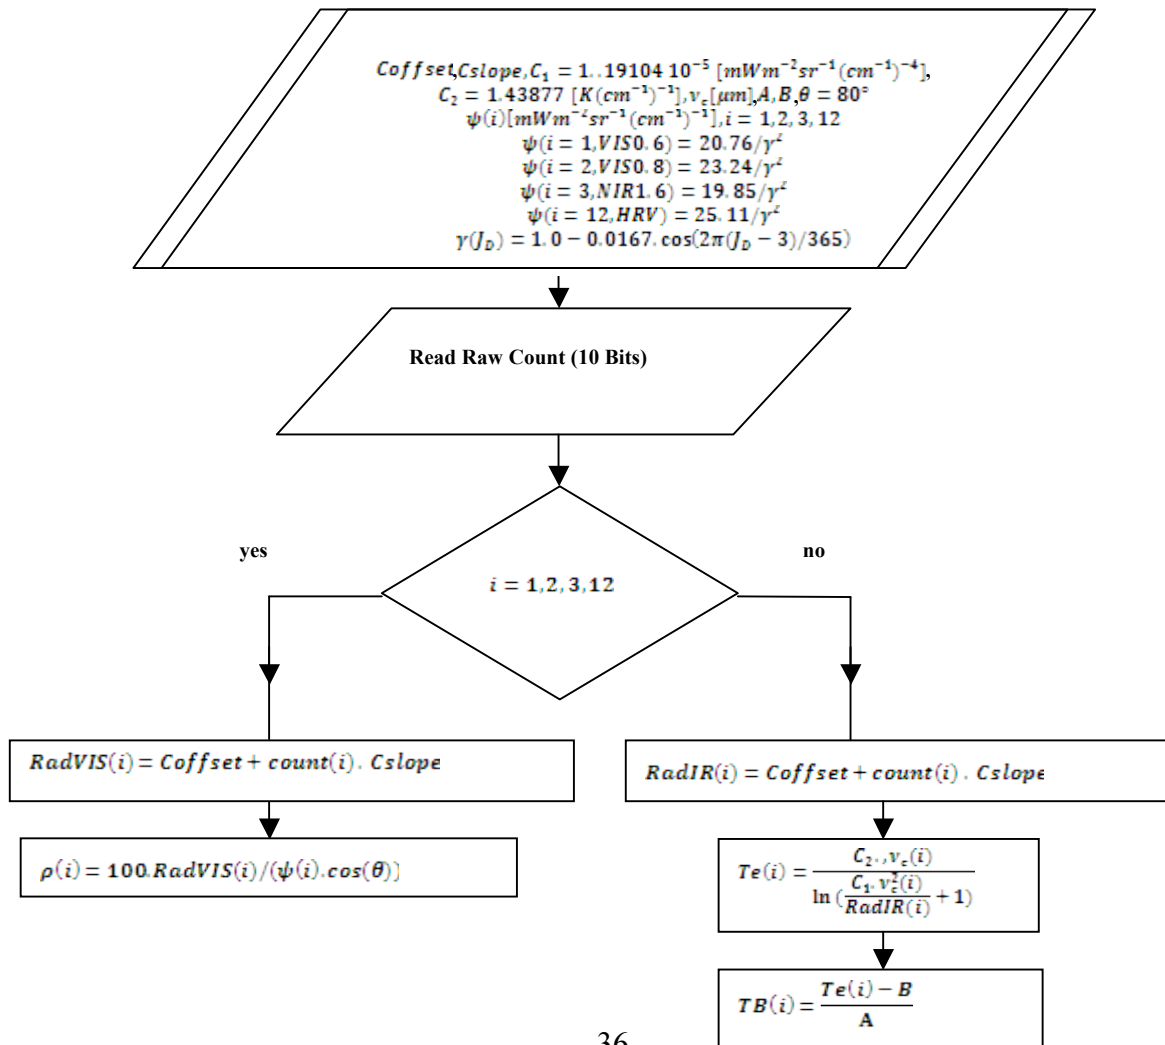 Coffset,Cslope,C₁ = 1..19104 10⁻⁵ [mWm⁻²sr⁻¹(cm⁻¹)⁻⁴],
C₂ = 1.43877 [K(cm⁻¹)⁻¹],ν_c[μm],A,B,θ = 80°
ψ(i)[mWm⁻²sr⁻¹(cm⁻¹)⁻¹],i = 1,2,3,12
ψ(i = 1,VIS0.6) = 20.76/γ²
ψ(i = 2,VIS0.8) = 23.24/γ²
ψ(i = 3,NIR1.6) = 19.85/γ²
ψ(i = 12,HRV) = 25.11/γ²
γ(J_D) = 1.0 − 0.0167.cos(2π(J_D − 3)/365)
Read Raw Count (10 Bits)
yes
no
i = 1,2,3,12
RadVIS(i) = Coffset + count(i). Cslope
RadIR(i) = Coffset + count(i). Cslope
ρ(i) = 100.RadVIS(i)/(ψ(i).cos(θ))
Te(i) = C₂.,ν_c(i) / ln (C₁.ν_c²(i) / RadIR(i) + 1)
TB(i) = Te(i) − B / A
36